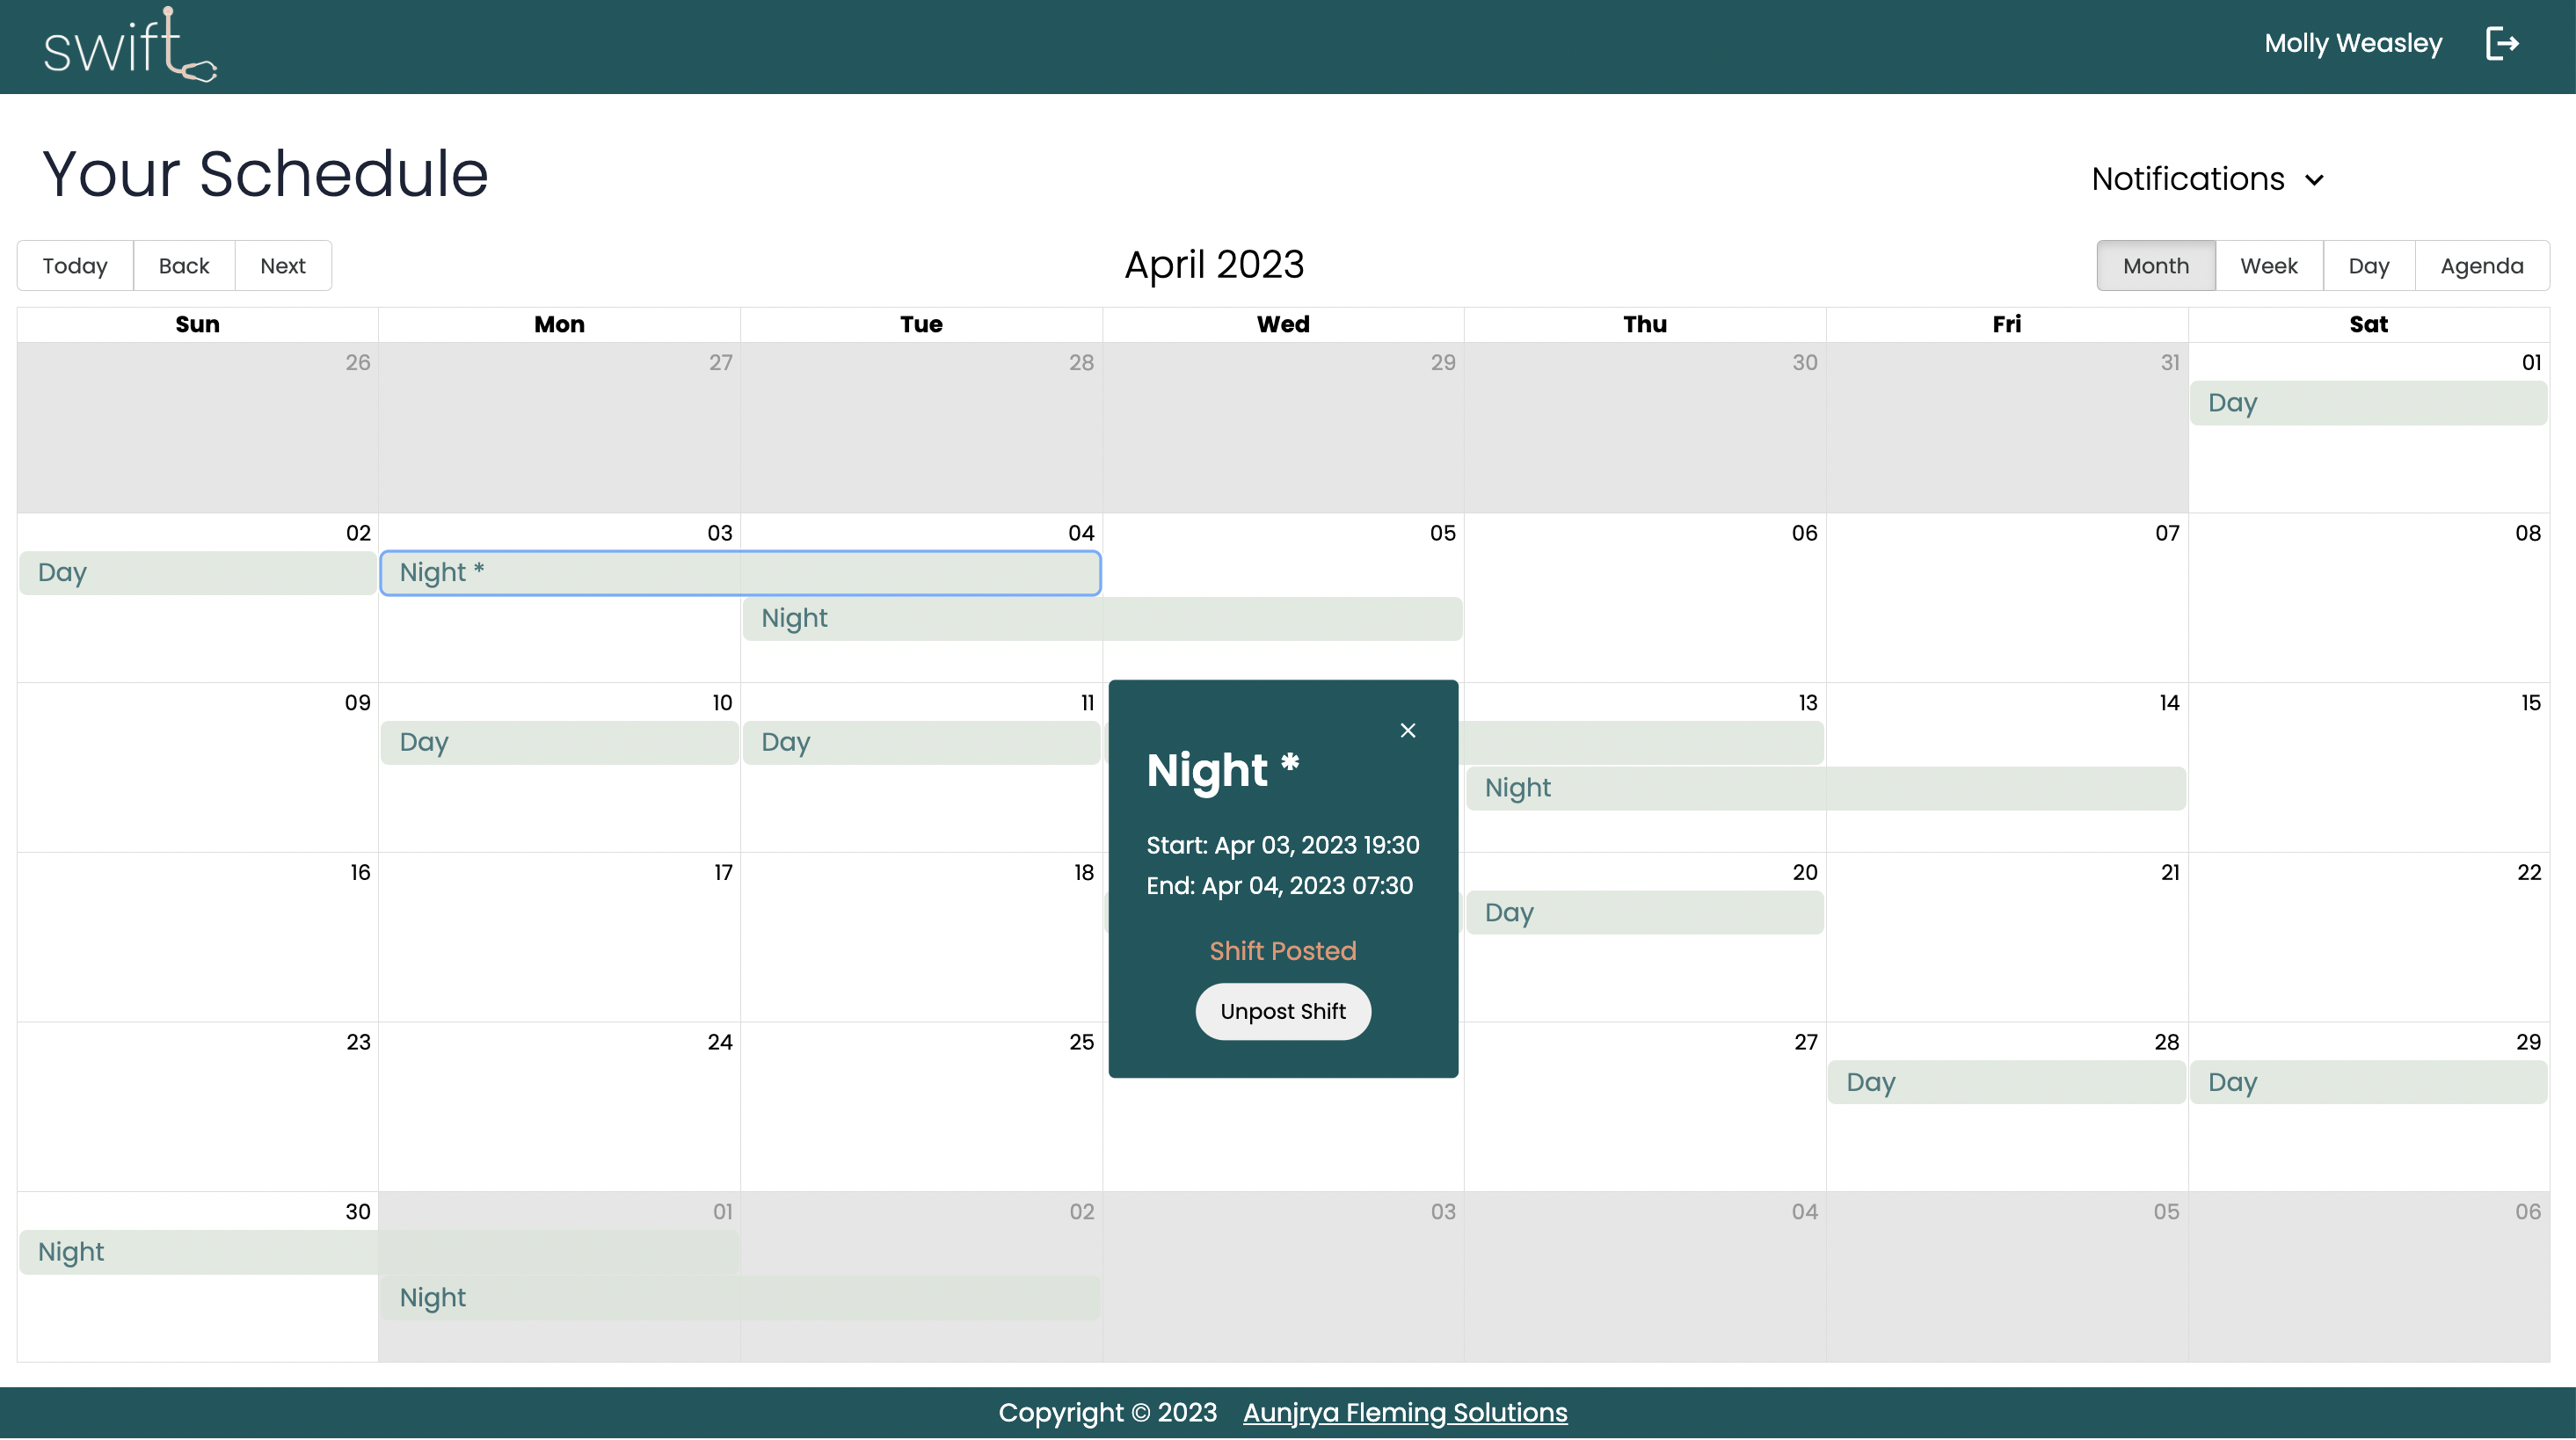 swift
Molly Weasley
Your Schedule
Notifications
Today Back Next
April 2023
Month Week Day Agenda
Sun Mon Tue Wed Thu Fri Sat
26 27 28 29 30 31 01
Day
02 03 04 05 06 07 08
Day Night *
Night
09 10 11 13 14 15
Day Day
Night
Night *
Start: Apr 03, 2023 19:30
End: Apr 04, 2023 07:30
Shift Posted
Unpost Shift
16 17 18 20 21 22
Day
23 24 25 27 28 29
Day Day
30 01 02 03 04 05 06
Night
Night
Copyright © 2023 Aunjrya Fleming Solutions